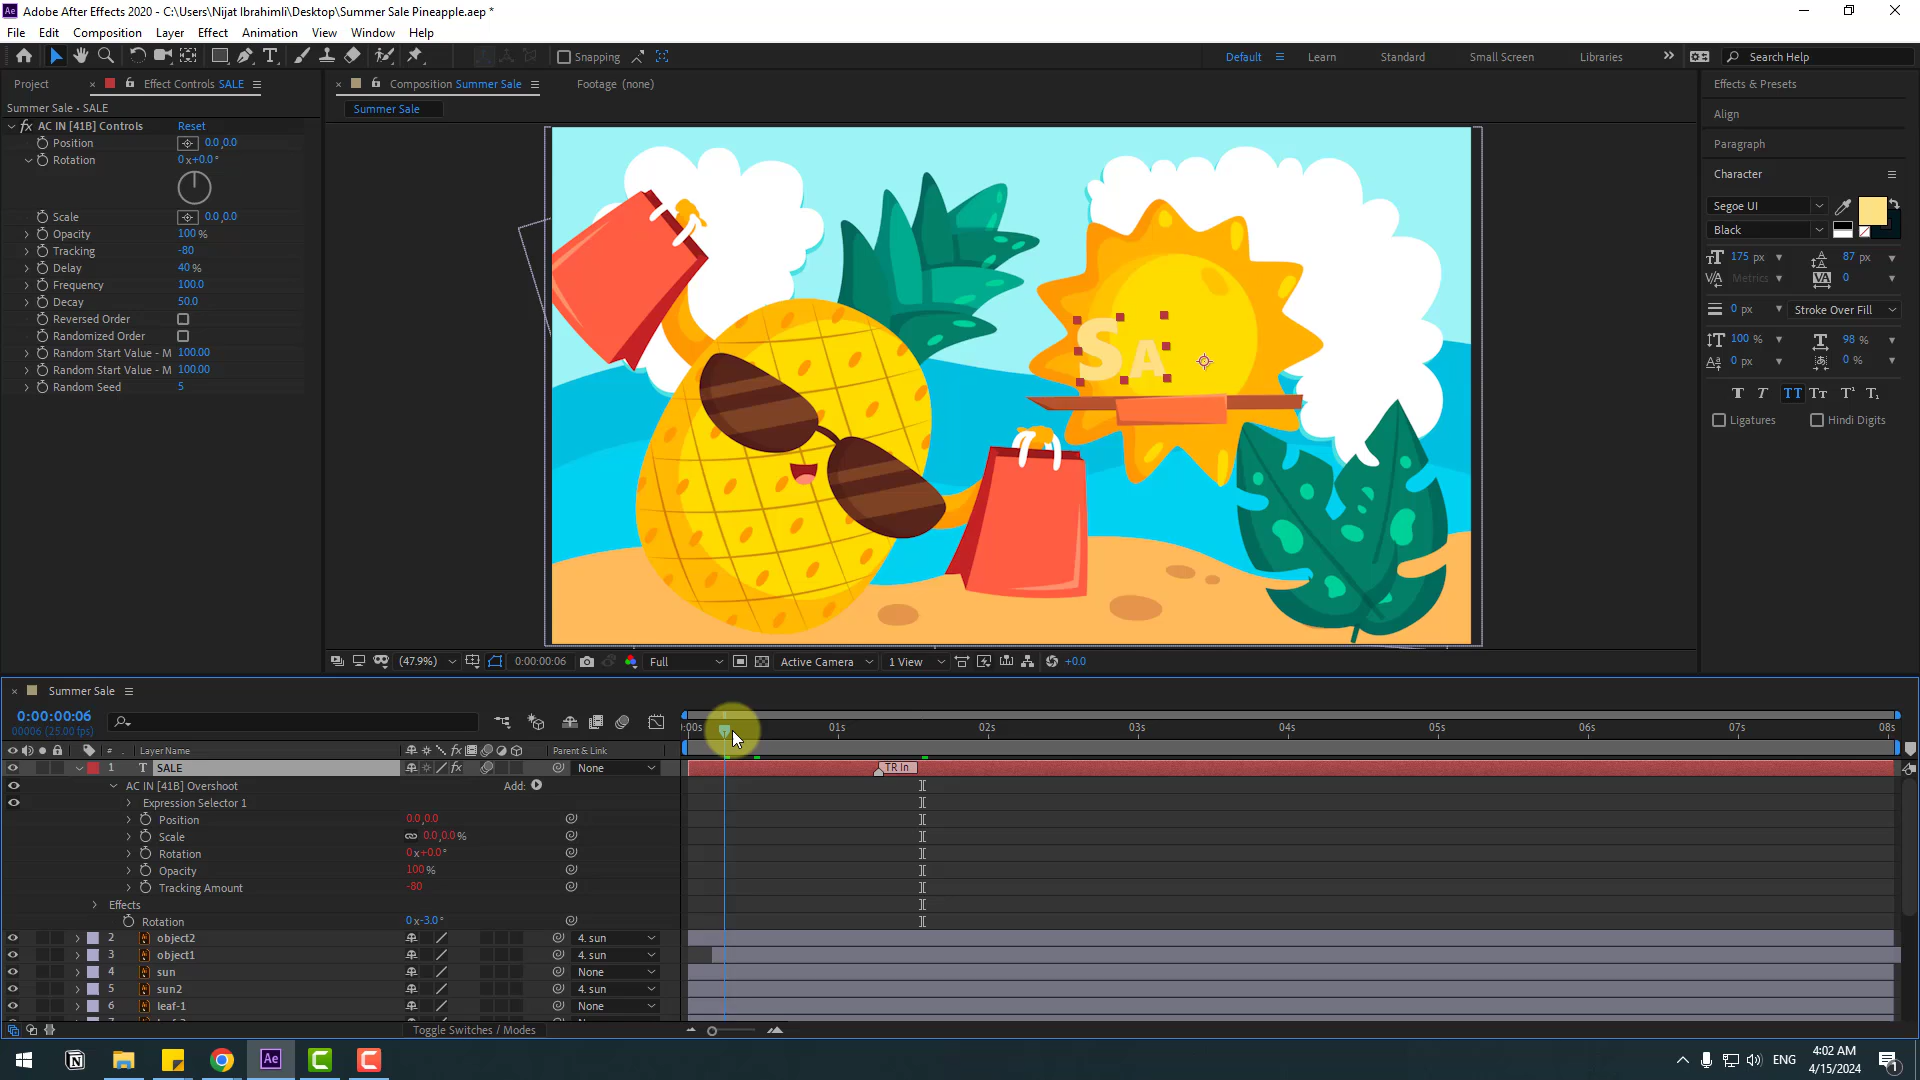 Adobe After Effects 2020 - C:\Users\Nijat Ibrahimli\Desktop\Summer Sale Pineapple.aep *
File Edit Composition Layer Effect Animation View Window Help
Snapping
Default
Learn
Standard
Small Screen
Libraries
Search Help
Project
Effect Controls SALE
Summer Sale • SALE
fx AC IN [41B] Controls Reset
Position 0.0,0.0
Rotation 0x+0.0°
Scale 0.0,0.0
Opacity 100 %
Tracking -80
Delay 40 %
Frequency 100.0
Decay 50.0
Reversed Order
Randomized Order
Random Start Value - M 100.00
Random Start Value - M 100.00
Random Seed 5
Composition Summer Sale
Footage (none)
Summer Sale
SA
(47.9%) 0:00:00:06 Full Active Camera 1 View +0.0
Effects & Presets
Align
Paragraph
Character
Segoe UI
Black
175 px 87 px
Metrics 0
0 px Stroke Over Fill
100 % 98 %
0 px 0 %
T T TT Tт T¹ T₁
Ligatures Hindi Digits
Summer Sale
0:00:00:06
00006 (25.00 fps)
:00s 01s 02s 03s 04s 05s 06s 07s 08s
# Layer Name Parent & Link
1 T SALE None TR In
AC IN [41B] Overshoot Add:
Expression Selector 1
Position 0.0,0.0
Scale 0.0,0.0 %
Rotation 0x+0.0°
Opacity 100 %
Tracking Amount -80
Effects
Rotation 0x-3.0°
2 object2 4. sun
3 object1 4. sun
4 sun None
5 sun2 4. sun
6 leaf-1 None
Toggle Switches / Modes
Ae
ENG
4:02 AM
4/15/2024
1